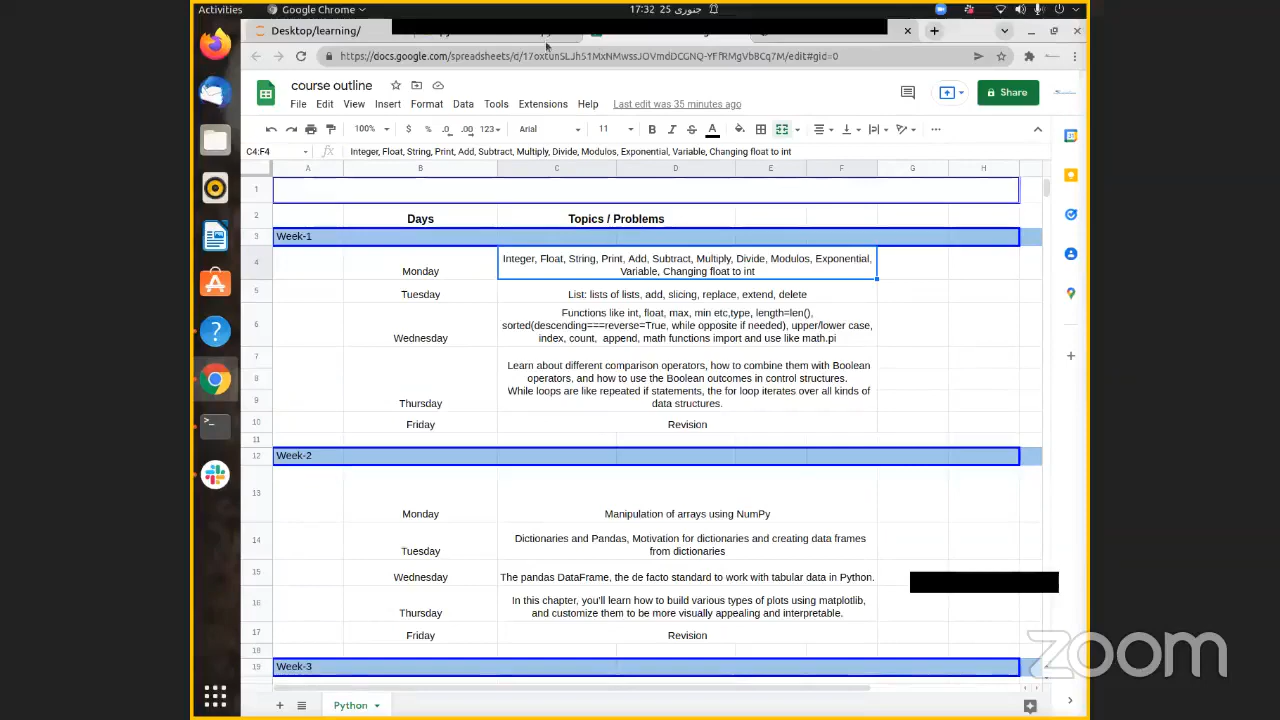 Activities
Google Chrome
17:32 25 جنوری
Desktop/learning/
https://docs.google.com/spreadsheets/d/
/edit#gid=0
course outline
File Edit View Insert Format Data Tools Extensions Help Last edit was 35 minutes ago
Share
100% $ % .0 .00 123 Arial 11 B I S A
C4:F4 fx Integer, Float, String, Print, Add, Subtract, Multiply, Divide, Modulos, Exponential, Variable, Changing float to int
A B C D E F G H
1
2 Days Topics / Problems
3 Week-1
4 Monday Integer, Float, String, Print, Add, Subtract, Multiply, Divide, Modulos, Exponential,
Variable, Changing float to int
5 Tuesday List: lists of lists, add, slicing, replace, extend, delete
6 Wednesday Functions like int, float, max, min etc,type, length=len(),
sorted(descending===reverse=True, while opposite if needed), upper/lower case,
index, count, append, math functions import and use like math.pi
7
8
9 Thursday Learn about different comparison operators, how to combine them with Boolean
operators, and how to use the Boolean outcomes in control structures.
While loops are like repeated if statements, the for loop iterates over all kinds of
data structures.
10 Friday Revision
11
12 Week-2
13 Monday Manipulation of arrays using NumPy
14 Tuesday Dictionaries and Pandas, Motivation for dictionaries and creating data frames
from dictionaries
15 Wednesday The pandas DataFrame, the de facto standard to work with tabular data in Python.
16 Thursday In this chapter, you'll learn how to build various types of plots using matplotlib,
and customize them to be more visually appealing and interpretable.
17 Friday Revision
18
19 Week-3
Python
zoom